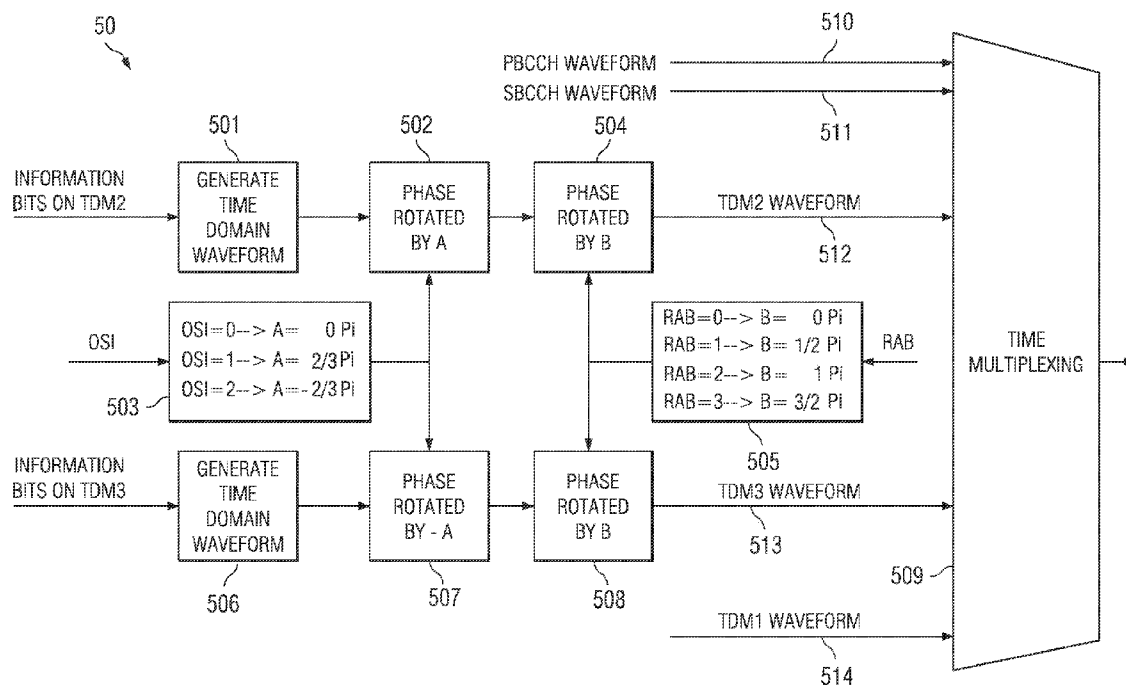 50
510
PBCCH WAVEFORM
SBCCH WAVEFORM
511
501
502
504
INFORMATION
BITS ON TDM2
GENERATE
TIME
DOMAIN
WAVEFORM
PHASE
ROTATED
BY A
PHASE
ROTATED
BY B
TDM2 WAVEFORM
512
OSI
OSI=0--> A= 0 Pi
OSI=1--> A= 2/3 Pi
OSI=2--> A=-2/3 Pi
503
RAB=0--> B= 0 Pi
RAB=1--> B= 1/2 Pi
RAB=2--> B= 1 Pi
RAB=3--> B= 3/2 Pi
RAB
505
TIME
MULTIPLEXING
INFORMATION
BITS ON TDM3
GENERATE
TIME
DOMAIN
WAVEFORM
PHASE
ROTATED
BY - A
PHASE
ROTATED
BY B
TDM3 WAVEFORM
513
506
507
508
509
TDM1 WAVEFORM
514